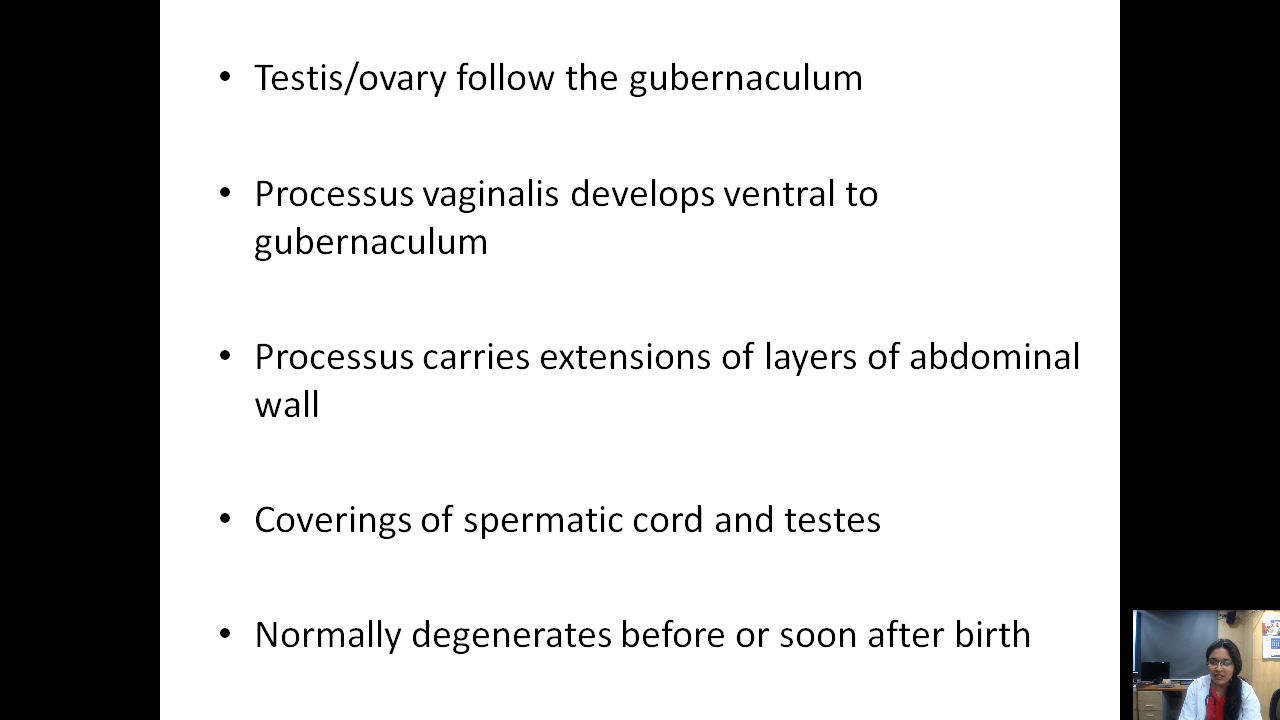 • Testis/ovary follow the gubernaculum
• Processus vaginalis develops ventral to
gubernaculum
• Processus carries extensions of layers of abdominal
wall
• Coverings of spermatic cord and testes
• Normally degenerates before or soon after birth